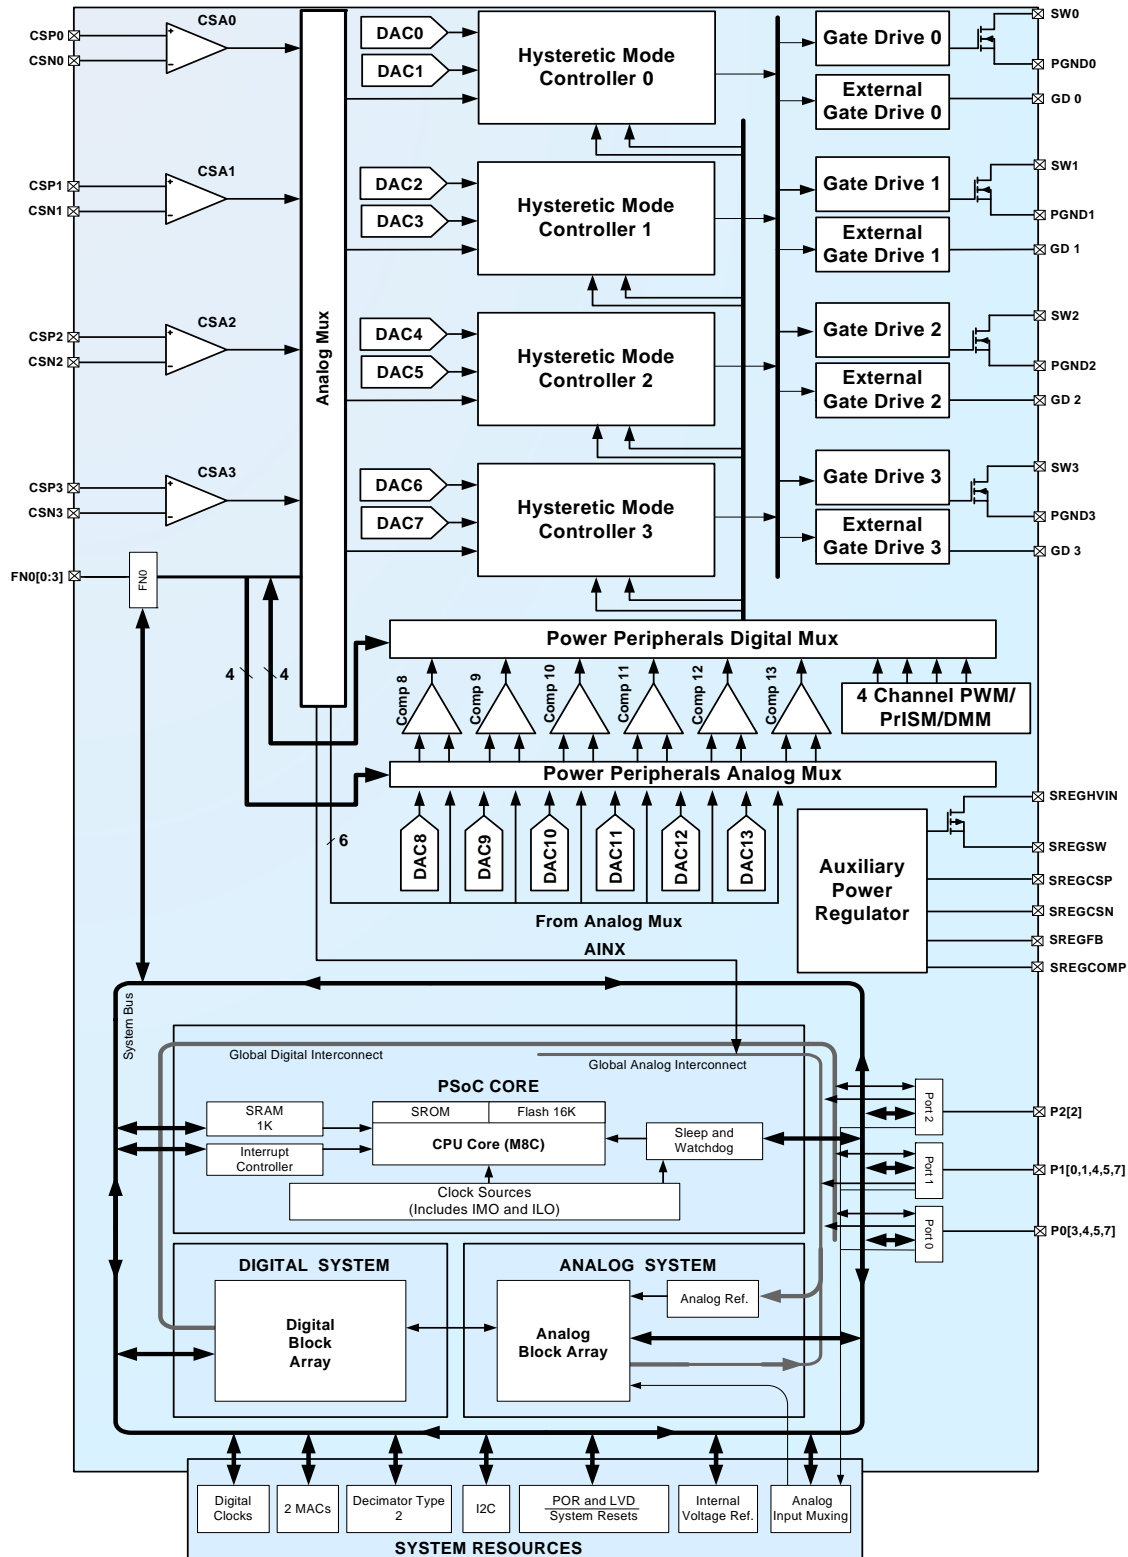 CSP0
CSN0
CSA0
+
−
DAC0
DAC1
Hysteretic Mode
Controller 0
Gate Drive 0
External
Gate Drive 0
SW0
PGND0
GD 0
CSP1
CSN1
CSA1
+
−
DAC2
DAC3
Hysteretic Mode
Controller 1
Gate Drive 1
External
Gate Drive 1
SW1
PGND1
GD 1
Analog Mux
CSP2
CSN2
CSA2
+
−
DAC4
DAC5
Hysteretic Mode
Controller 2
Gate Drive 2
External
Gate Drive 2
SW2
PGND2
GD 2
CSP3
CSN3
CSA3
+
−
DAC6
DAC7
Hysteretic Mode
Controller 3
Gate Drive 3
External
Gate Drive 3
SW3
PGND3
GD 3
FN0[0:3]
FN0
4
4
Power Peripherals Digital Mux
Comp 8
Comp 9
Comp 10
Comp 11
Comp 12
Comp 13
4 Channel PWM/
PrISM/DMM
Power Peripherals Analog Mux
6
DAC8
DAC9
DAC10
DAC11
DAC12
DAC13
From Analog Mux
AINX
Auxiliary
Power
Regulator
SREGHVIN
SREGSW
SREGCSP
SREGCSN
SREGFB
SREGCOMP
System Bus
Global Digital Interconnect
Global Analog Interconnect
PSoC CORE
SRAM
1K
SROM
Flash 16K
CPU Core (M8C)
Interrupt
Controller
Sleep and
Watchdog
Clock Sources
(Includes IMO and ILO)
Port 2
P2[2]
Port 1
P1[0,1,4,5,7]
Port 0
P0[3,4,5,7]
DIGITAL SYSTEM
Digital
Block
Array
ANALOG SYSTEM
Analog
Block Array
Analog Ref.
Digital
Clocks
2 MACs
Decimator Type
2
I2C
POR and LVD
System Resets
Internal
Voltage Ref.
Analog
Input Muxing
SYSTEM RESOURCES